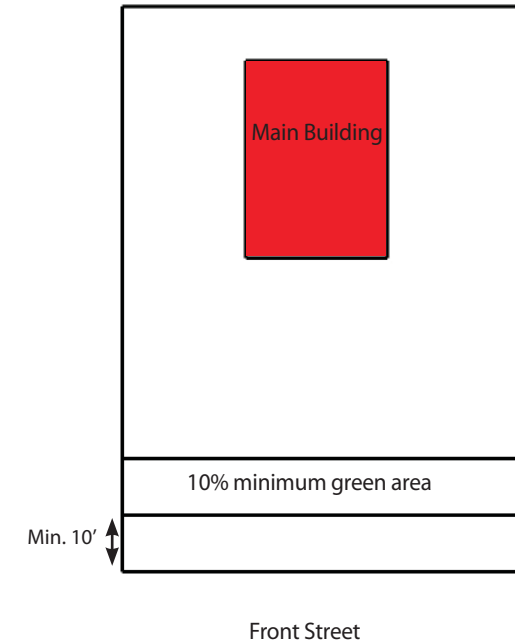 Main Building
10% minimum green area
Min. 10′
Front Street